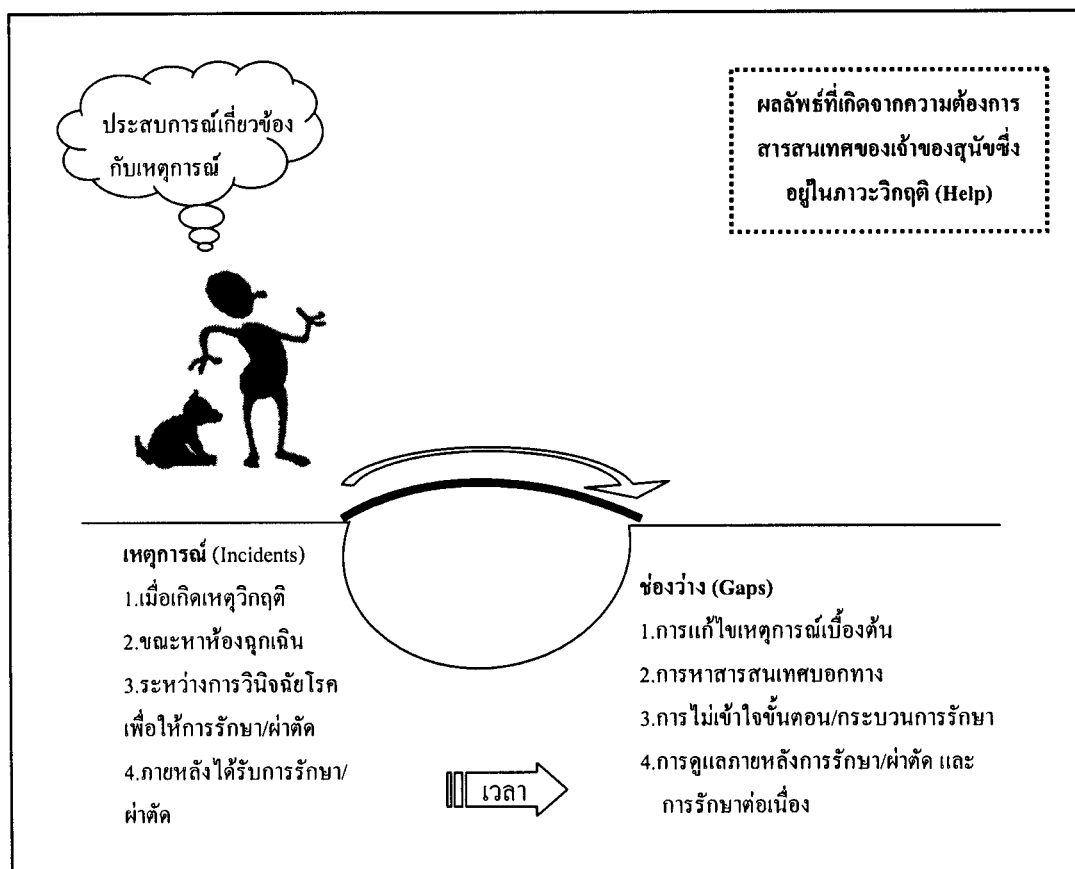 ประสบการณ์เกี่ยวข้อง
กับเหตุการณ์
ผลลัพธ์ที่เกิดจากความต้องการ
สารสนเทศของเจ้าของสุนัขซึ่ง
อยู่ในภาวะวิกฤติ (Help)
เหตุการณ์ (Incidents)
1.เมื่อเกิดเหตุวิกฤติ
2.ขณะหาห้องฉุกเฉิน
3.ระหว่างการวินิจฉัยโรค
เพื่อให้การรักษา/ผ่าตัด
4.ภายหลังได้รับการรักษา/
ผ่าตัด
เวลา
ช่องว่าง (Gaps)
1.การแก้ไขเหตุการณ์เบื้องต้น
2.การหาสารสนเทศบอกทาง
3.การไม่เข้าใจขั้นตอน/กระบวนการรักษา
4.การดูแลภายหลังการรักษา/ผ่าตัด และ
การรักษาต่อเนื่อง